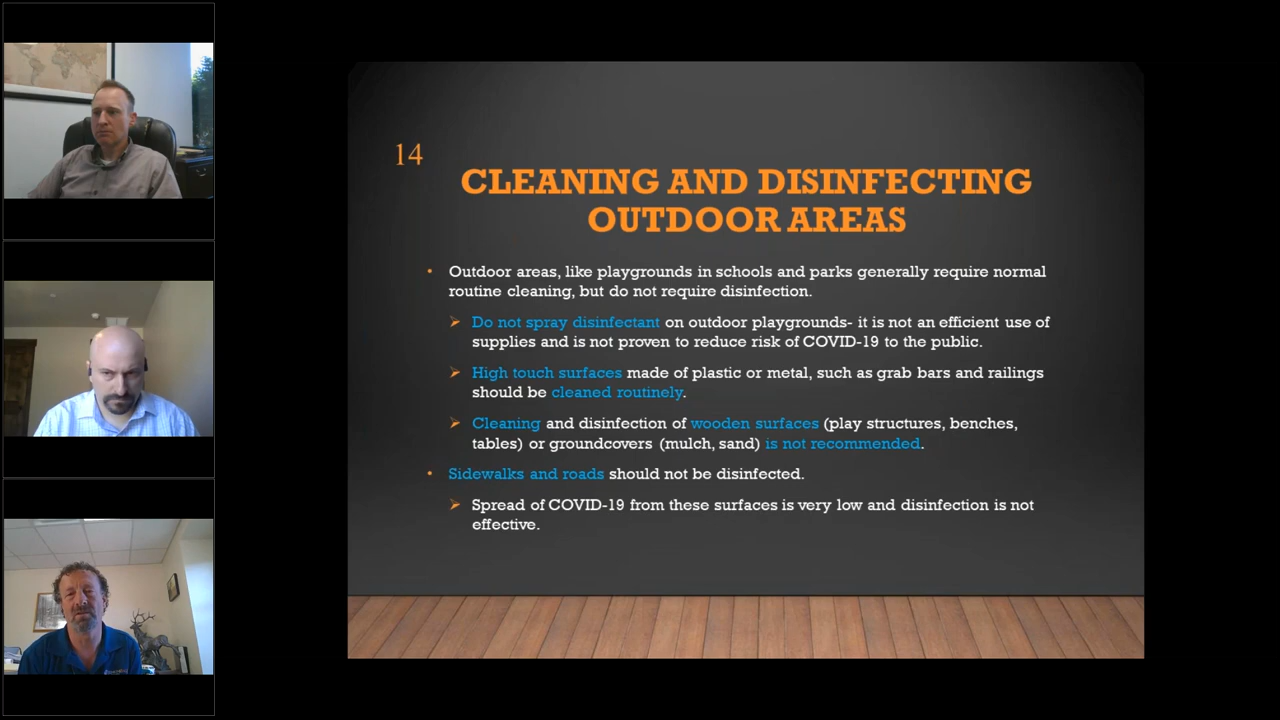 14
CLEANING AND DISINFECTING
OUTDOOR AREAS
• Outdoor areas, like playgrounds in schools and parks generally require normal
routine cleaning, but do not require disinfection.
➢ Do not spray disinfectant on outdoor playgrounds- it is not an efficient use of
supplies and is not proven to reduce risk of COVID-19 to the public.
➢ High touch surfaces made of plastic or metal, such as grab bars and railings
should be cleaned routinely.
➢ Cleaning and disinfection of wooden surfaces (play structures, benches,
tables) or groundcovers (mulch, sand) is not recommended.
• Sidewalks and roads should not be disinfected.
➢ Spread of COVID-19 from these surfaces is very low and disinfection is not
effective.